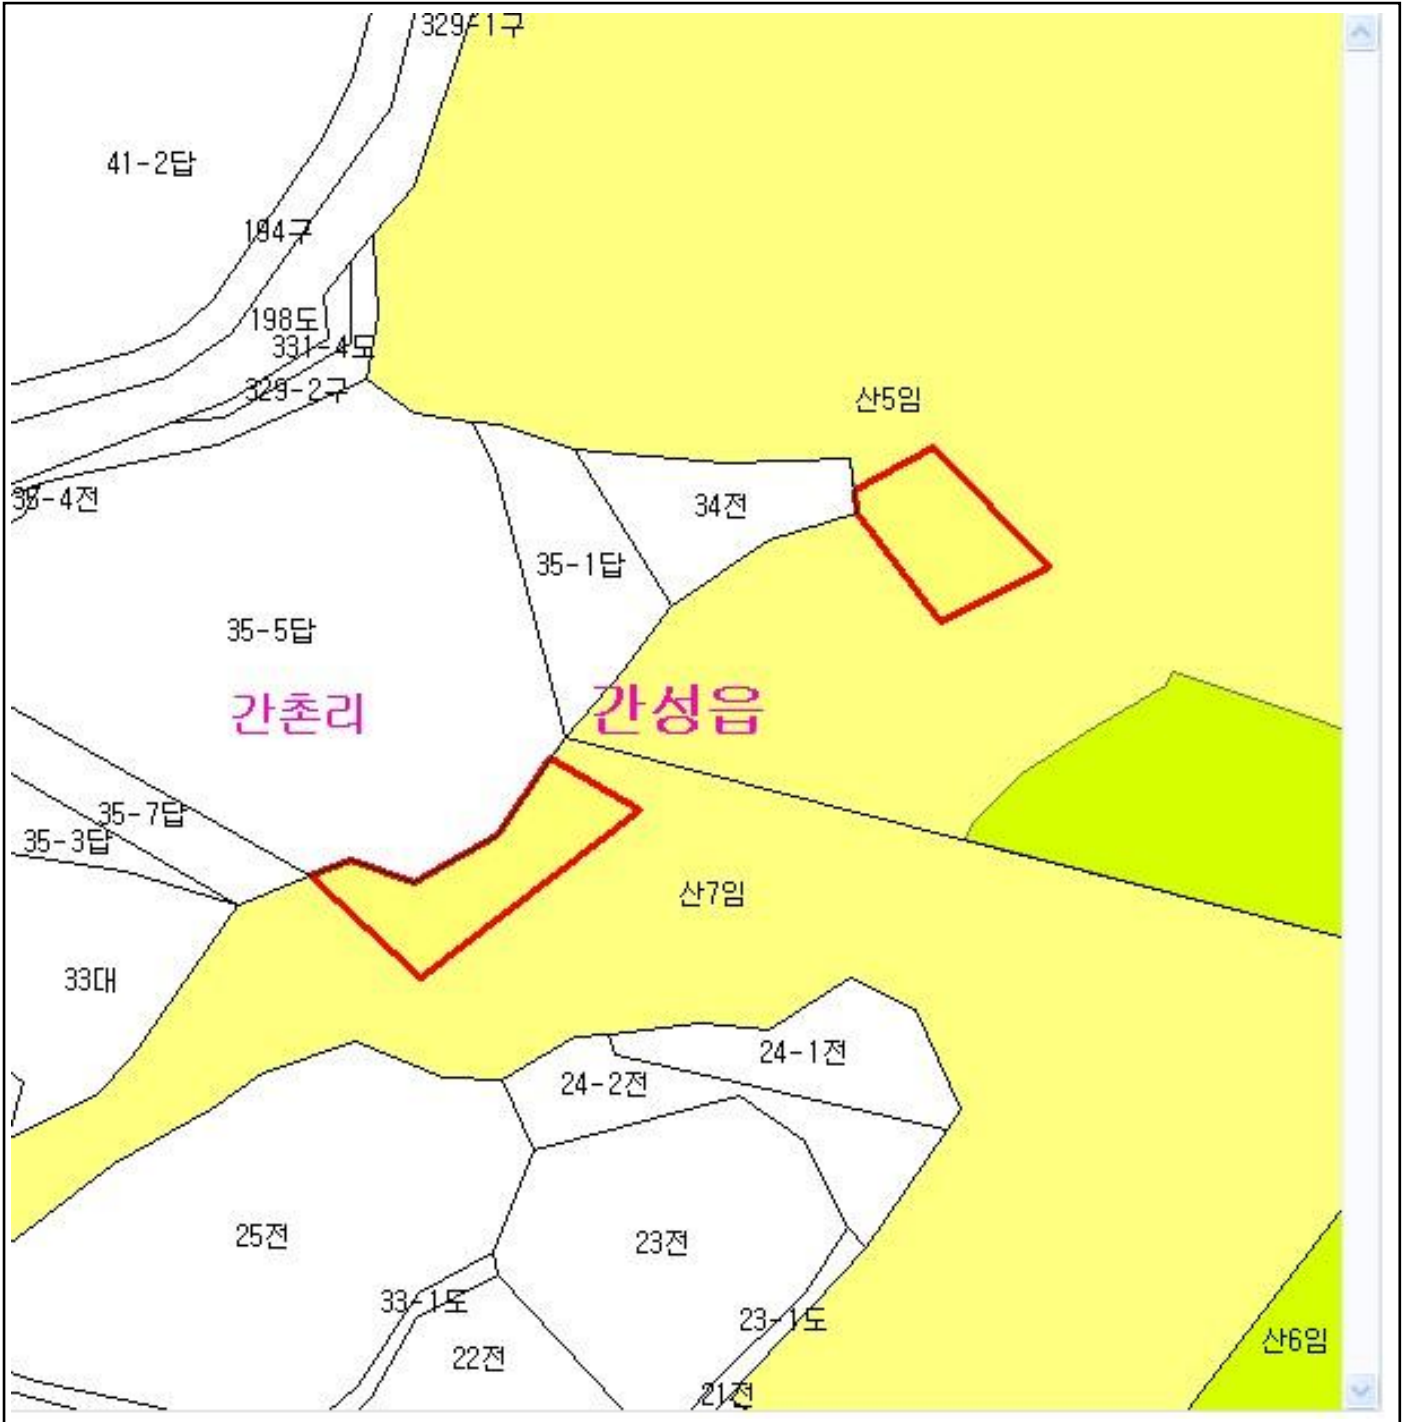 329-1구
41-2답
194구
198도
331-4도
329-2구
산5임
35-4전
34전
35-1답
35-5답
간촌리
간성읍
35-7답
35-3답
산7임
33대
24-1전
24-2전
25전
23전
33-1도
23-1도
산6임
22전
21전